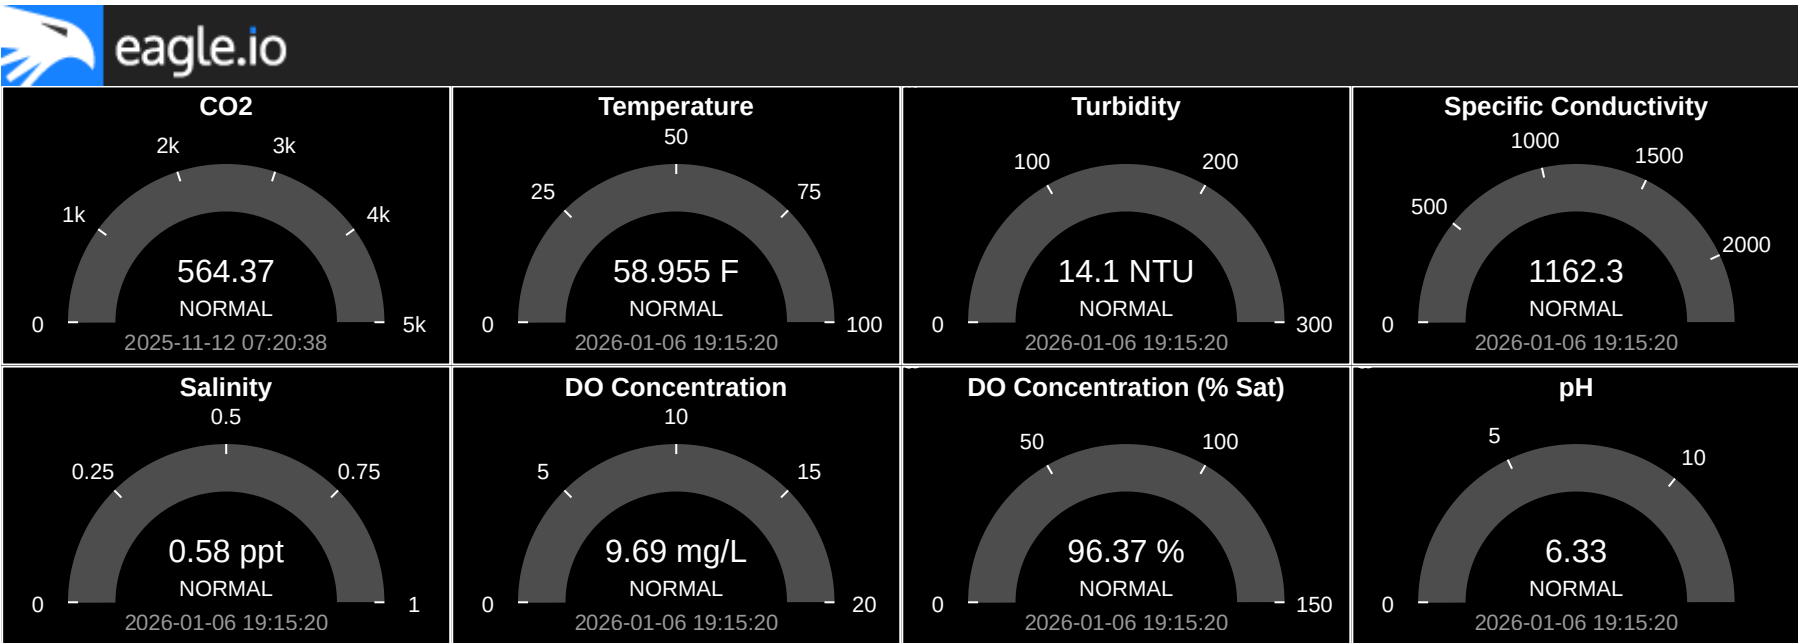 eagle.io
CO2
0
1k
2k
3k
4k
5k
564.37
NORMAL
2025-11-12 07:20:38
Temperature
0
25
50
75
100
58.955 F
NORMAL
2026-01-06 19:15:20
Turbidity
0
100
200
300
14.1 NTU
NORMAL
2026-01-06 19:15:20
Specific Conductivity
0
500
1000
1500
2000
1162.3
NORMAL
2026-01-06 19:15:20
Salinity
0
0.25
0.5
0.75
1
0.58 ppt
NORMAL
2026-01-06 19:15:20
DO Concentration
0
5
10
15
20
9.69 mg/L
NORMAL
2026-01-06 19:15:20
DO Concentration (% Sat)
0
50
100
150
96.37 %
NORMAL
2026-01-06 19:15:20
pH
0
5
10
6.33
NORMAL
2026-01-06 19:15:20